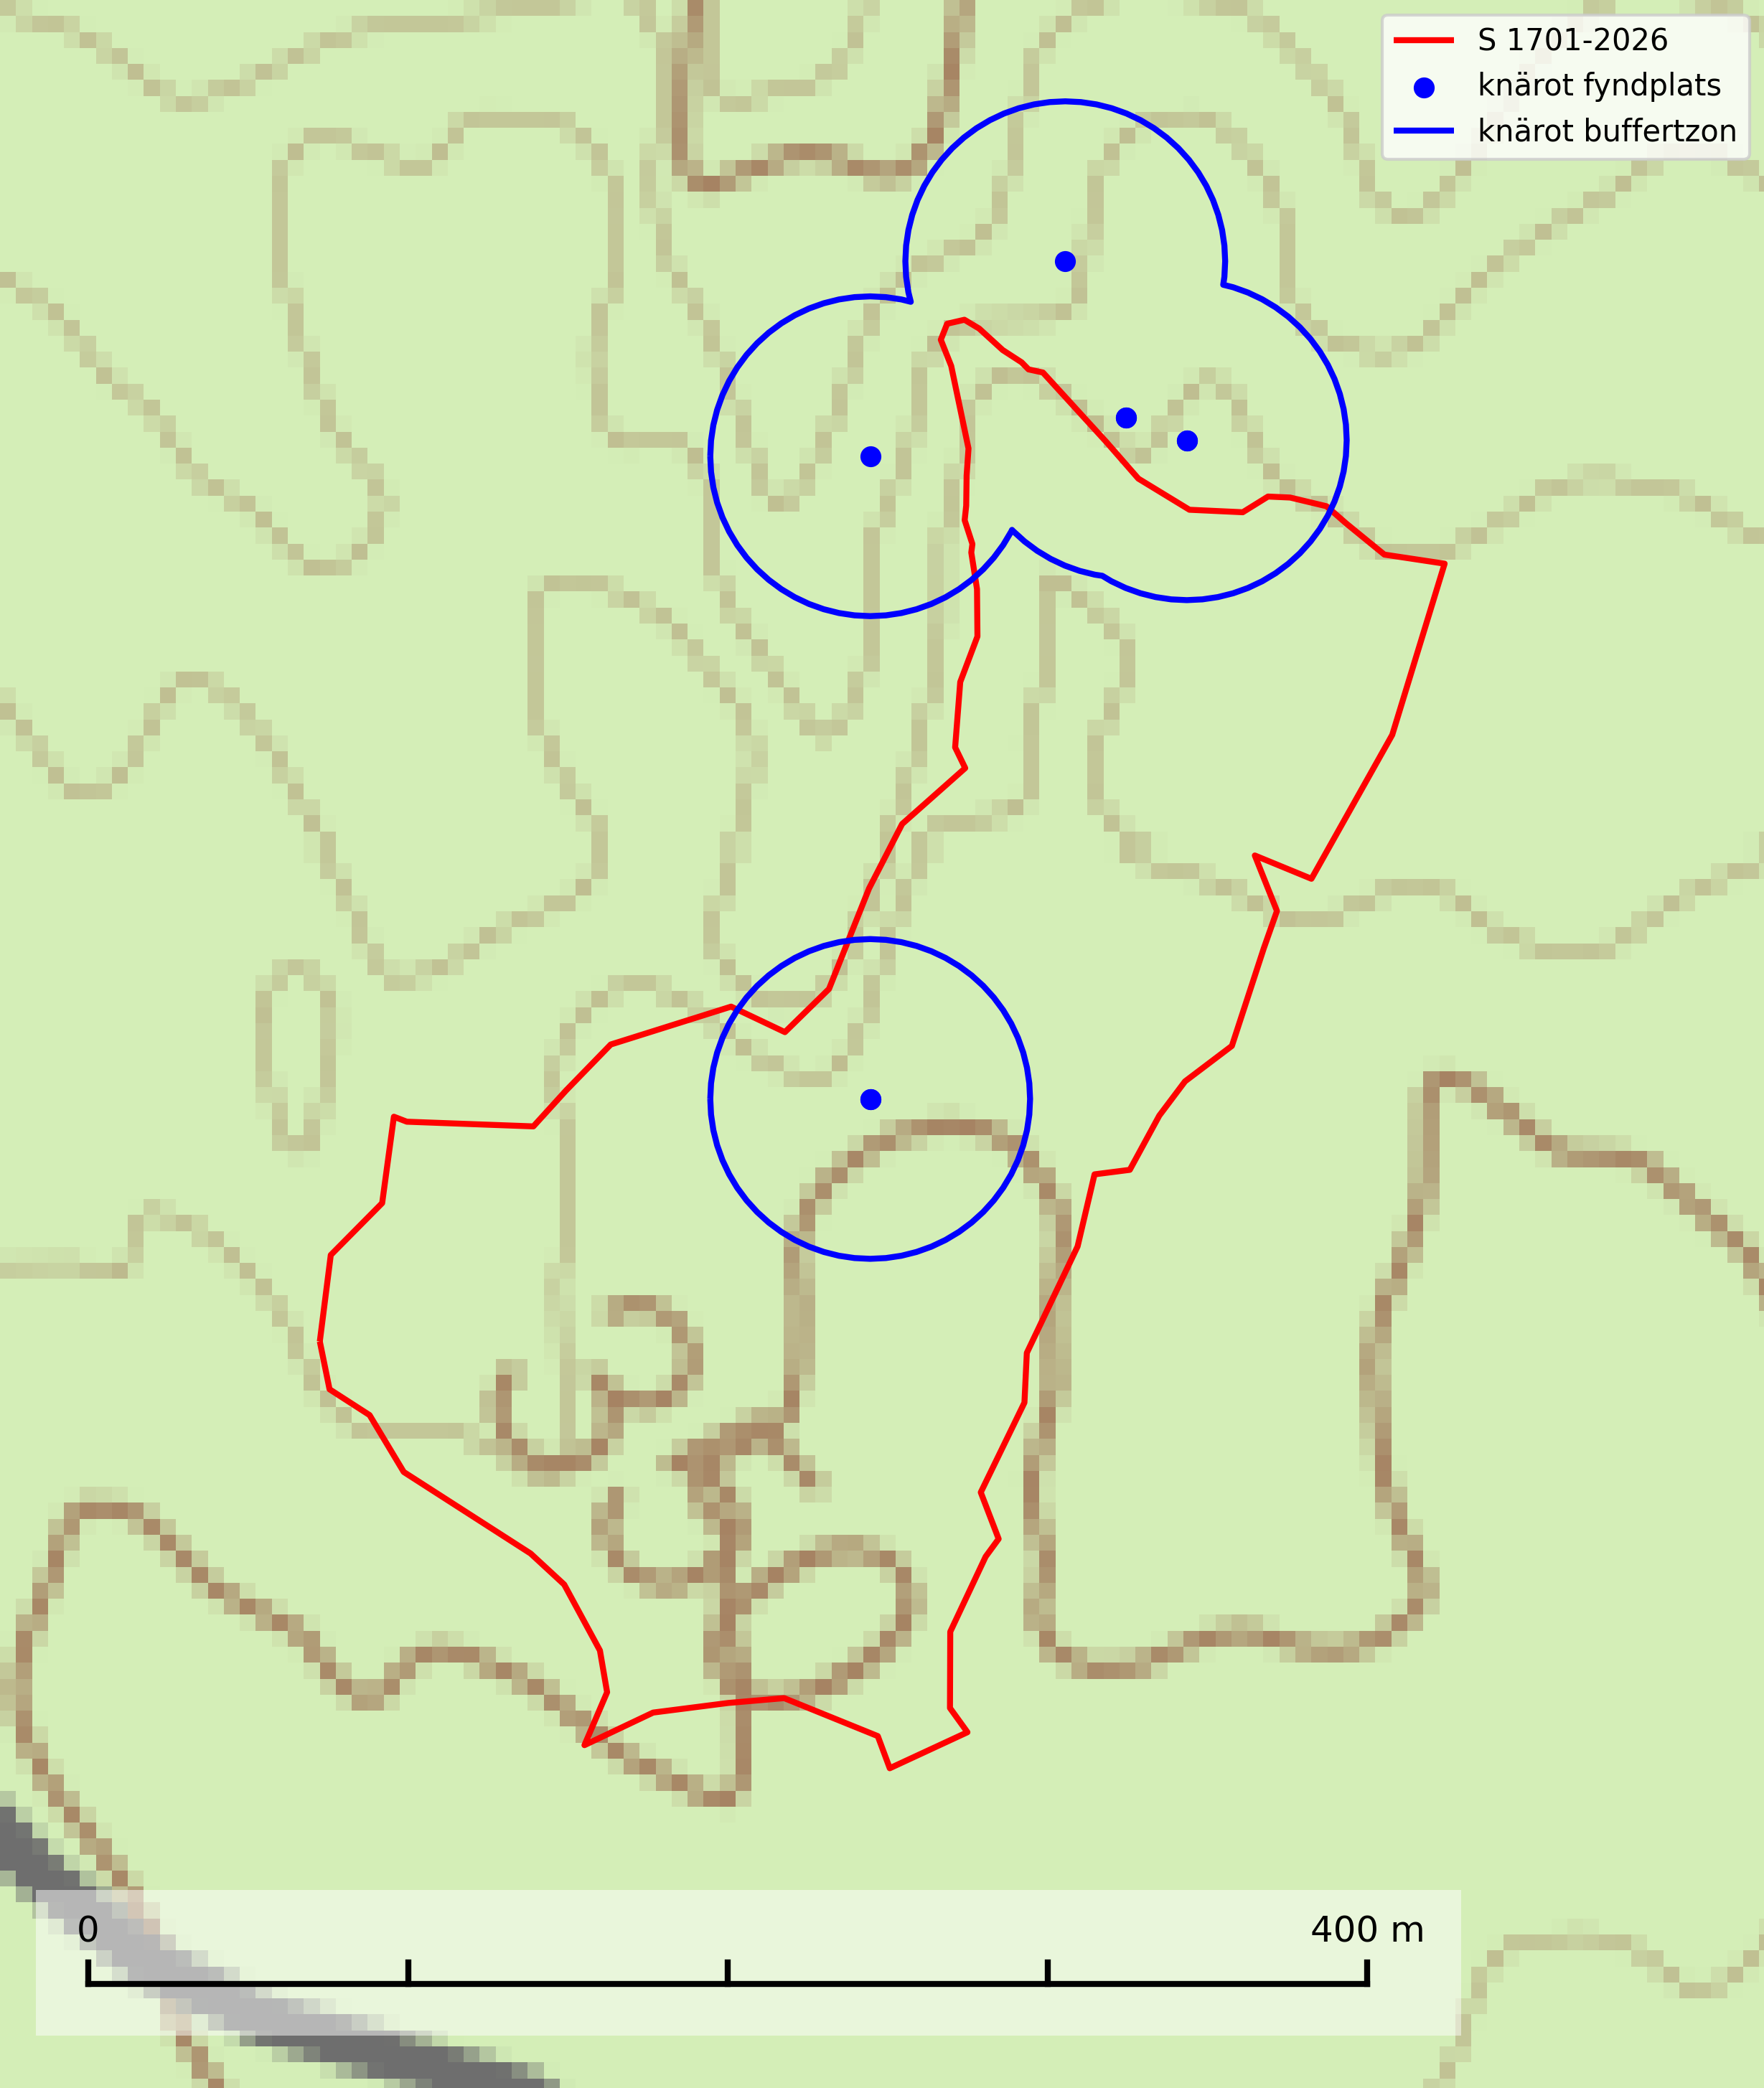 S 1701-2026
knärot fyndplats
knärot buffertzon
0
400 m